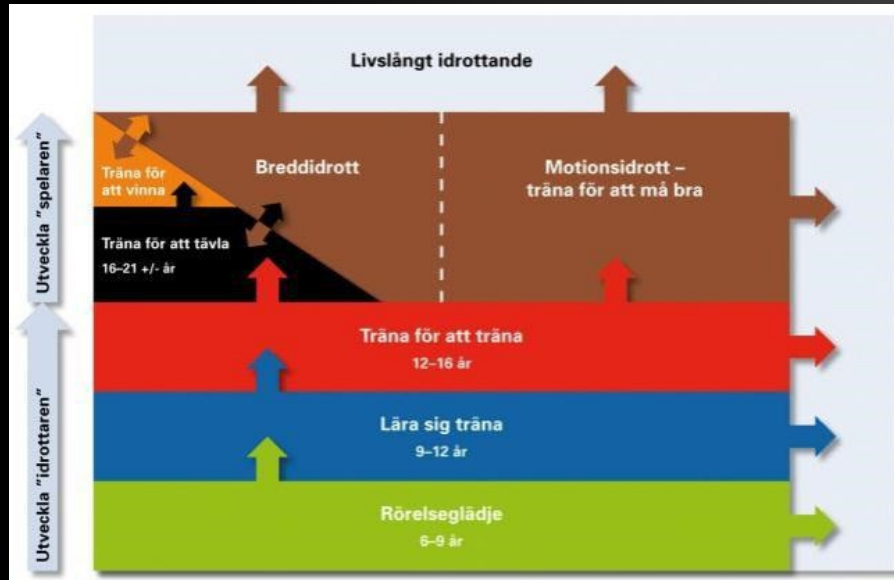 Livslångt idrottande
Utveckla "spelaren"
Träna för
att vinna
Breddidrott
Motionsidrott –
träna för att må bra
Träna för att tävla
16–21 +/- år
Utveckla "idrottaren"
Träna för att träna
12–16 år
Lära sig träna
9–12 år
Rörelseglädje
6–9 år